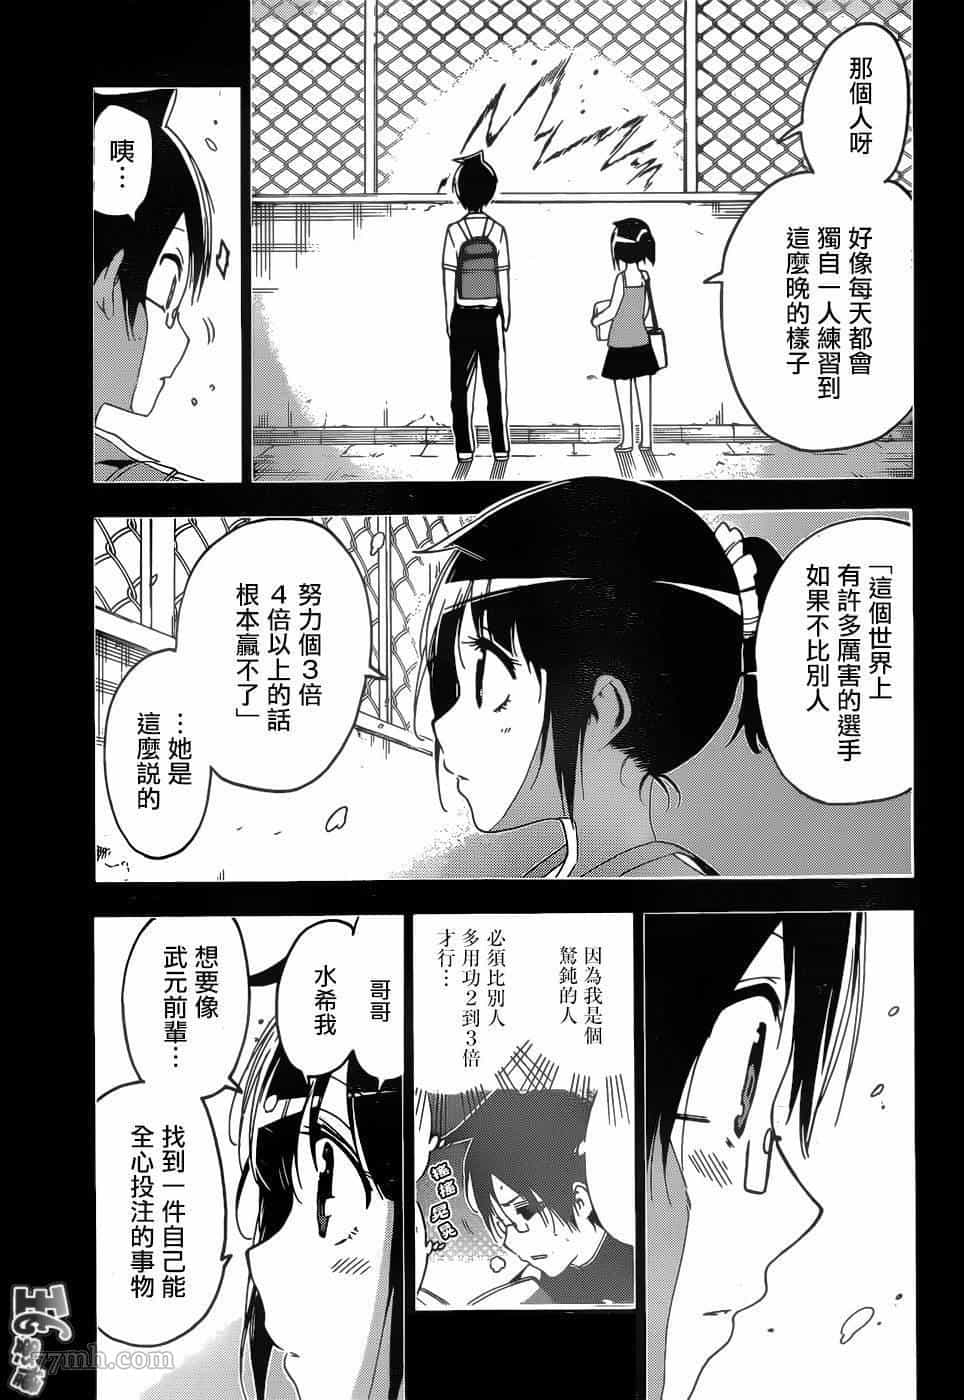 那個人呀
好像每天都會
獨自一人練習到
這麼晚的樣子
咦…
「這個世界上
有許多厲害的選手
如果不比別人
努力個3倍
4倍以上的話
根本贏不了」
…她是
這麼說的
因為我是個
駑鈍的人
必須比別人
多用功2到3倍
才行…
搖搖
晃晃
哥哥
水希我
想要像
武元前輩…
找到一件自己能
全心投注的事物
77mh.com